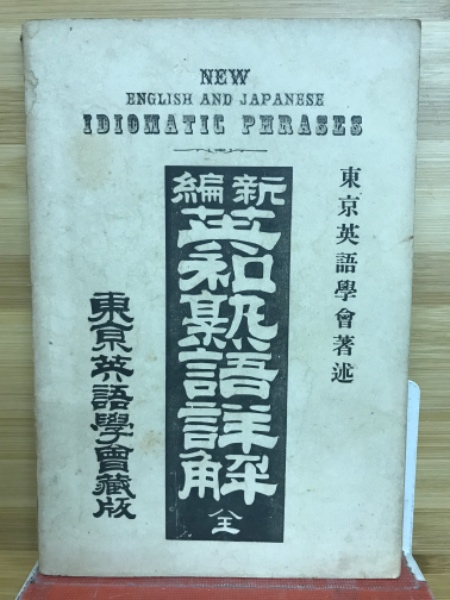 NEW
ENGLISH AND JAPANESE
IDIOMATIC PHRASES
東京英語學會著述
新編
英和熟語詳解
全
東京英語學會藏版